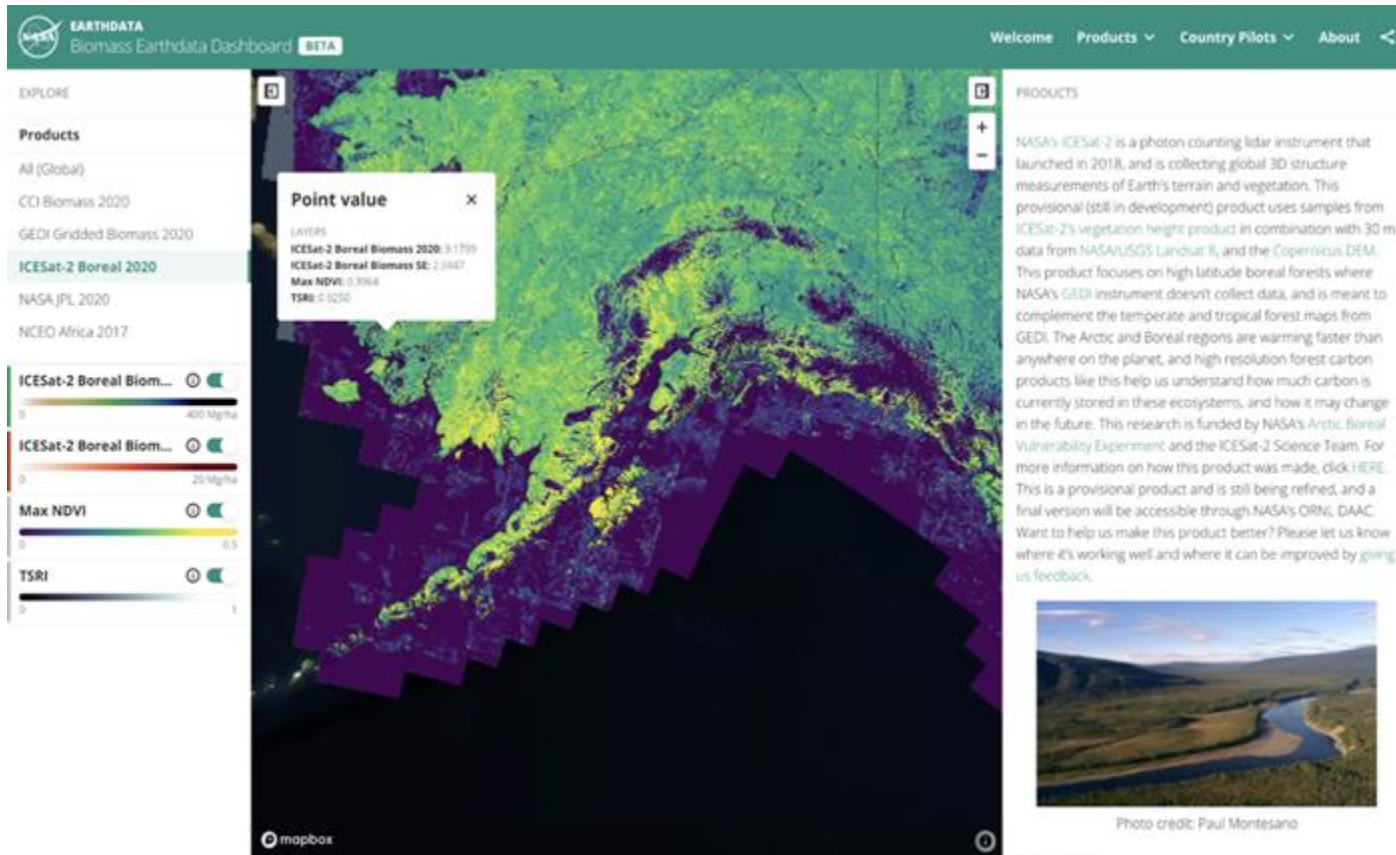 NASA
EARTHDATA
Biomass Earthdata Dashboard BETA
Welcome Products Country Pilots About
EXPLORE
Products
All (Global)
CCI Biomass 2020
GEDI Gridded Biomass 2020
ICESat-2 Boreal 2020
NASA JPL 2020
NCEO Africa 2017
ICESat-2 Boreal Biom...
0 400 Mg/ha
ICESat-2 Boreal Biom...
0 20 Mg/ha
Max NDVI
0 0.5
TSRI
0 1
Point value
LAYERS
ICESat-2 Boreal Biomass 2020:
ICESat-2 Boreal Biomass SE:
Max NDVI: 0.3964
TSRI:
mapbox
PRODUCTS
NASA's ICESat-2 is a photon counting lidar instrument that
launched in 2018, and is collecting global 3D structure
measurements of Earth's terrain and vegetation. This
provisional (still in development) product uses samples from
ICESat-2's vegetation height product in combination with 30 m
data from NASA/USGS Landsat 8, and the Copernicus DEM.
This product focuses on high latitude boreal forests where
NASA's GEDI instrument doesn't collect data, and is meant to
complement the temperate and tropical forest maps from
GEDI. The Arctic and Boreal regions are warming faster than
anywhere on the planet, and high resolution forest carbon
products like this help us understand how much carbon is
currently stored in these ecosystems, and how it may change
in the future. This research is funded by NASA's Arctic Boreal
Vulnerability Experiment and the ICESat-2 Science Team. For
more information on how this product was made, click HERE.
This is a provisional product and is still being refined, and a
final version will be accessible through NASA's ORNL DAAC.
Want to help us make this product better? Please let us know
where it's working well and where it can be improved by giving
us feedback.
Photo credit: Paul Montesano